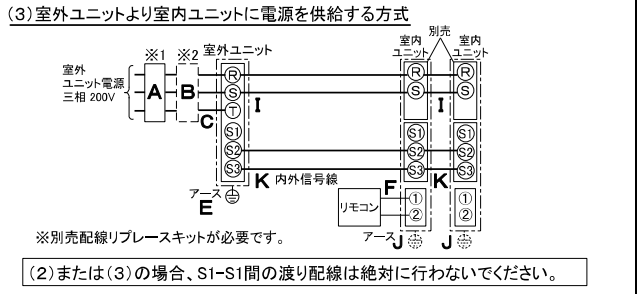 (3)室外ユニットより室内ユニットに電源を供給する方式
別売
※1 ※2 室外ユニット 室内ユニット 室内ユニット
室外
ユニット電源
三相 200V
A B C
R R R
S S S
T I I
S1 S1 S1
S2 S2 S2
S3 S3 S3
K 内外信号線 K
アース E
F
リモコン ① ①
② ②
アース J J
※別売配線リプレースキットが必要です。
(2)または(3)の場合、S1-S1間の渡り配線は絶対に行わないでください。